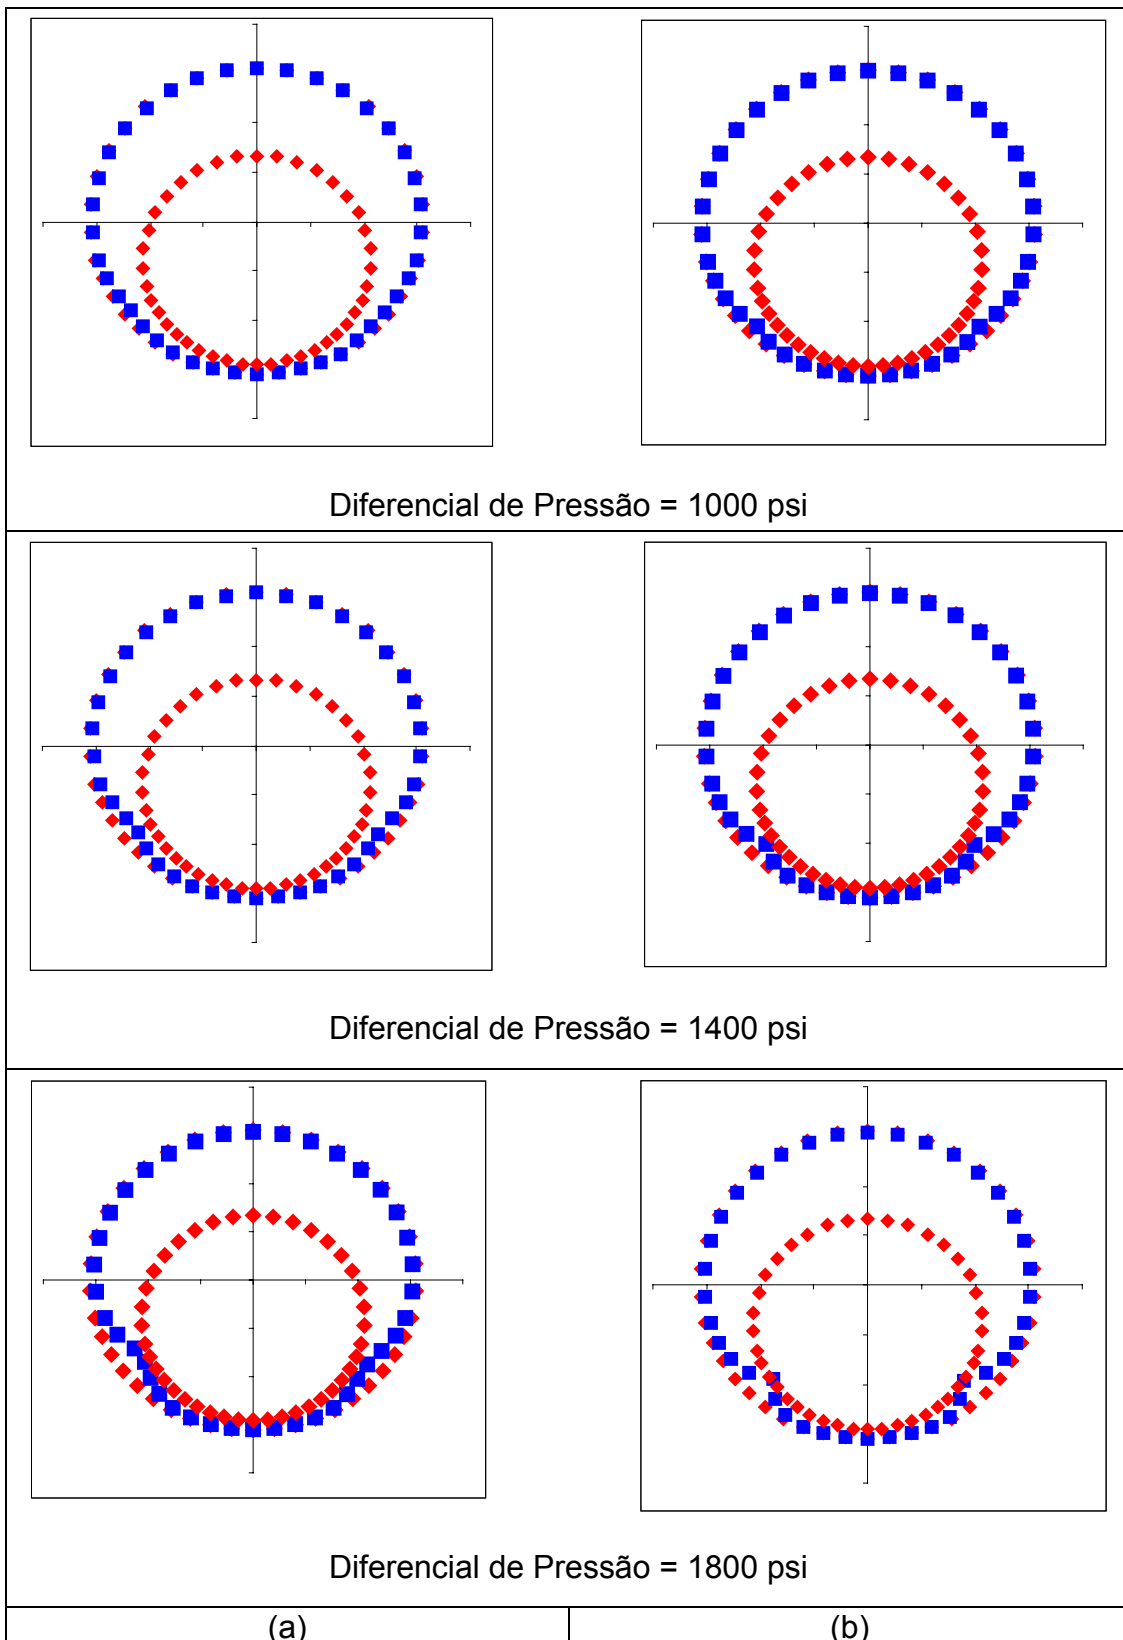 Diferencial de Pressão = 1000 psi
Diferencial de Pressão = 1400 psi
Diferencial de Pressão = 1800 psi
(a) (b)